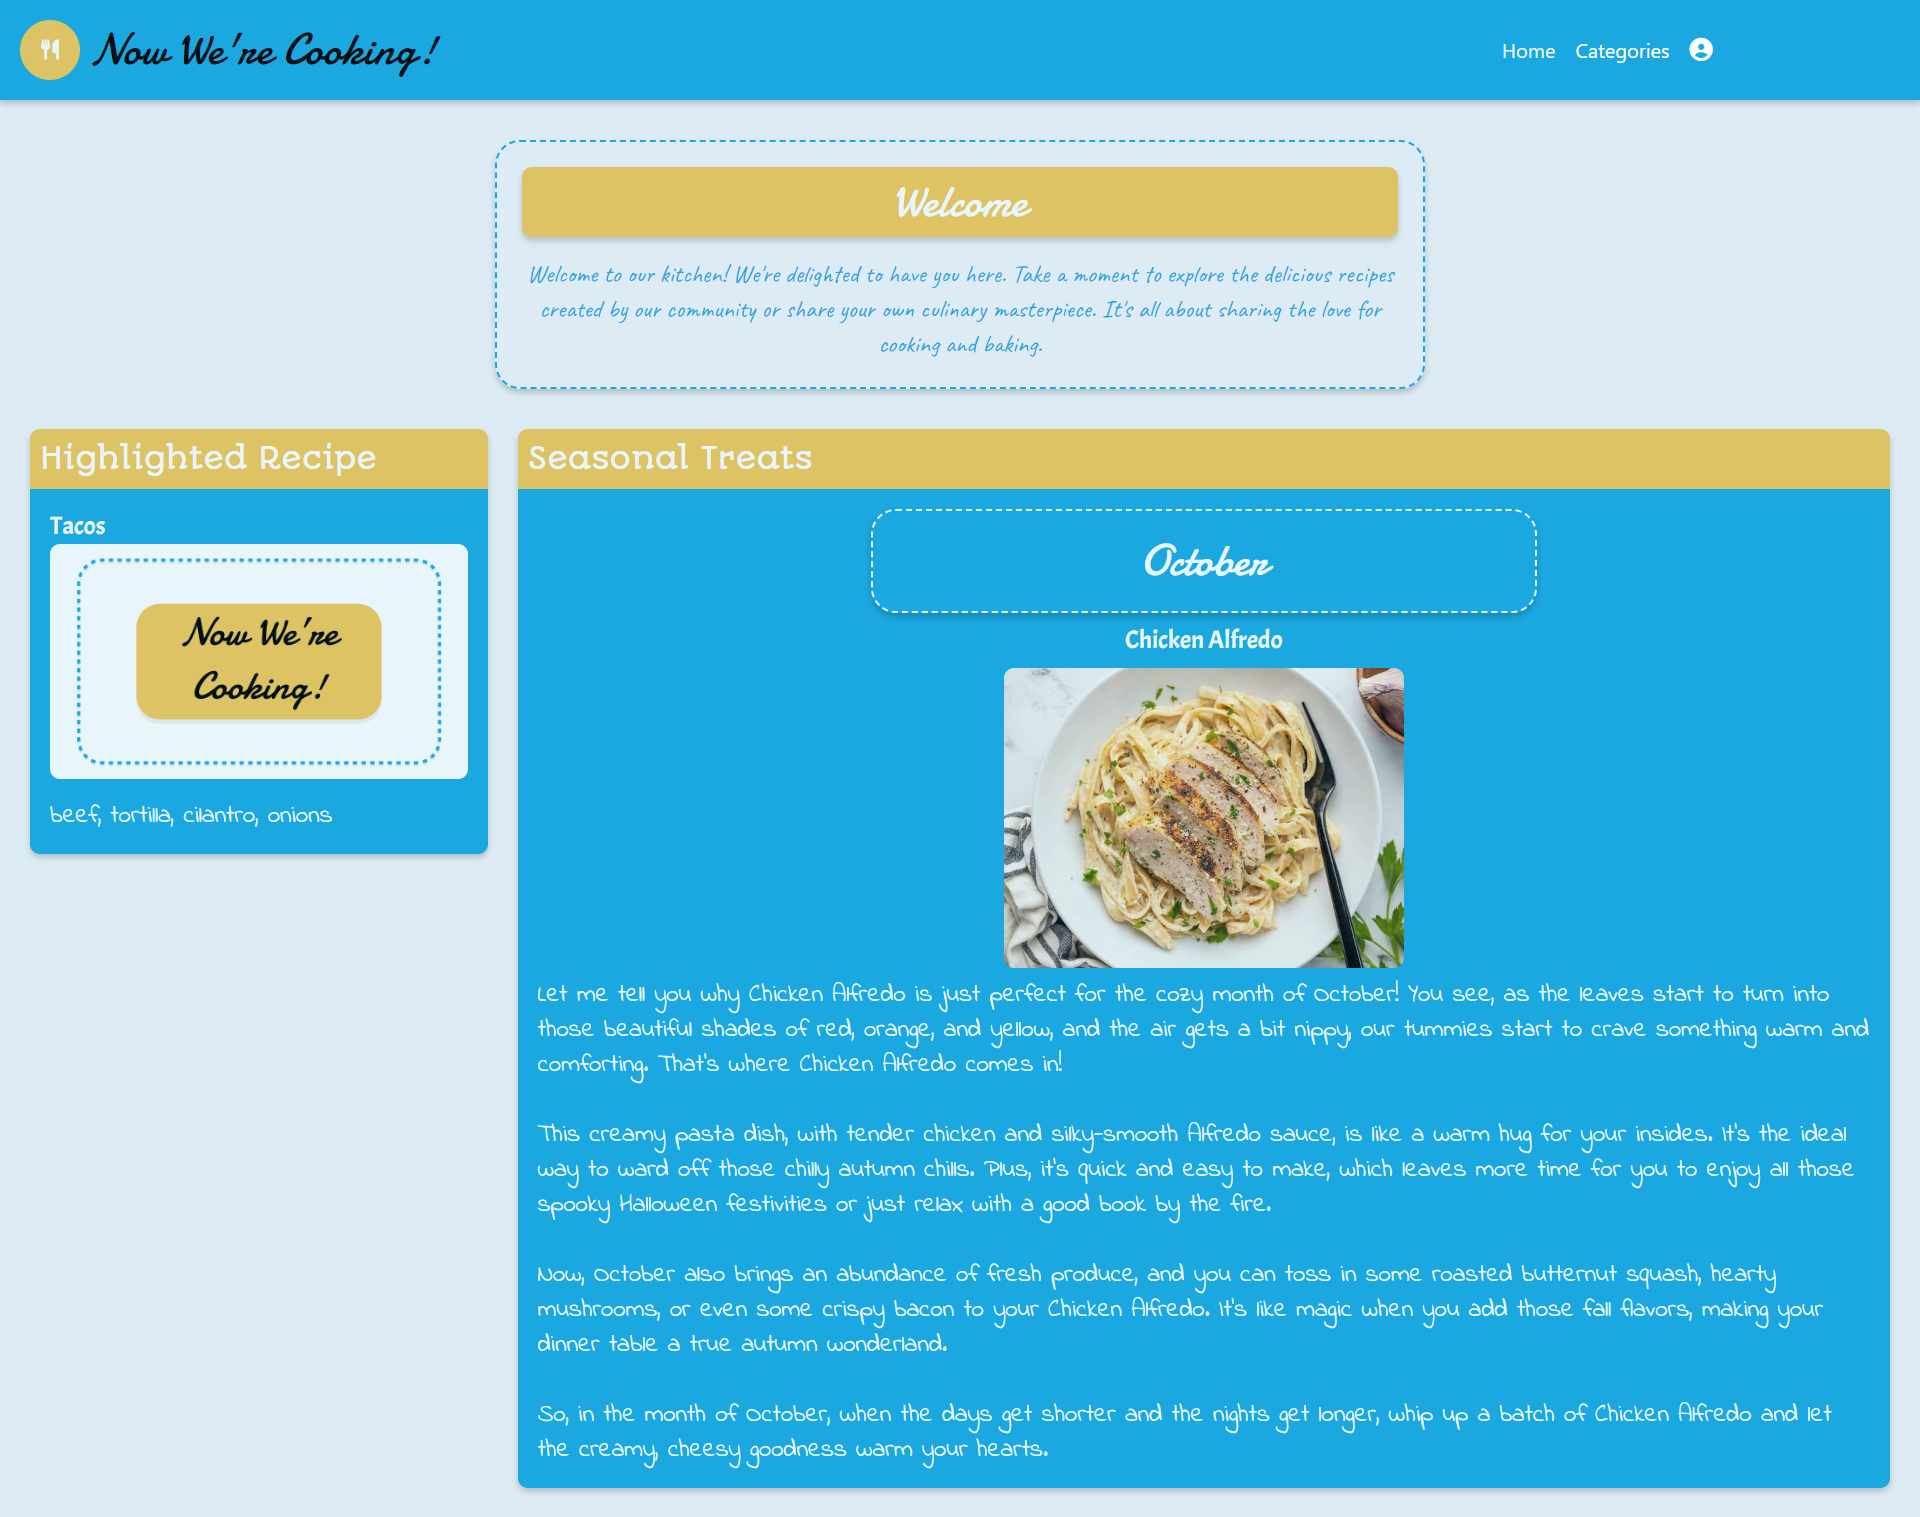 Now We're Cooking!
Home Categories
Welcome
Welcome to our kitchen! We're delighted to have you here. Take a moment to explore the delicious recipes
created by our community or share your own culinary masterpiece. It's all about sharing the love for
cooking and baking.
Highlighted Recipe
Tacos
Now We're
Cooking!
beef, tortilla, cilantro, onions
Seasonal Treats
October
Chicken Alfredo
Let me tell you why Chicken Alfredo is just perfect for the cozy month of October! You see, as the leaves start to turn into
those beautiful shades of red, orange, and yellow, and the air gets a bit nippy, our tummies start to crave something warm and
comforting. That's where Chicken Alfredo comes in!
This creamy pasta dish, with tender chicken and silky-smooth Alfredo sauce, is like a warm hug for your insides. It's the ideal
way to ward off those chilly autumn chills. Plus, it's quick and easy to make, which leaves more time for you to enjoy all those
spooky Halloween festivities or just relax with a good book by the fire.
Now, October also brings an abundance of fresh produce, and you can toss in some roasted butternut squash, hearty
mushrooms, or even some crispy bacon to your Chicken Alfredo. It's like magic when you add those fall flavors, making your
dinner table a true autumn wonderland.
So, in the month of October, when the days get shorter and the nights get longer, whip up a batch of Chicken Alfredo and let
the creamy, cheesy goodness warm your hearts.